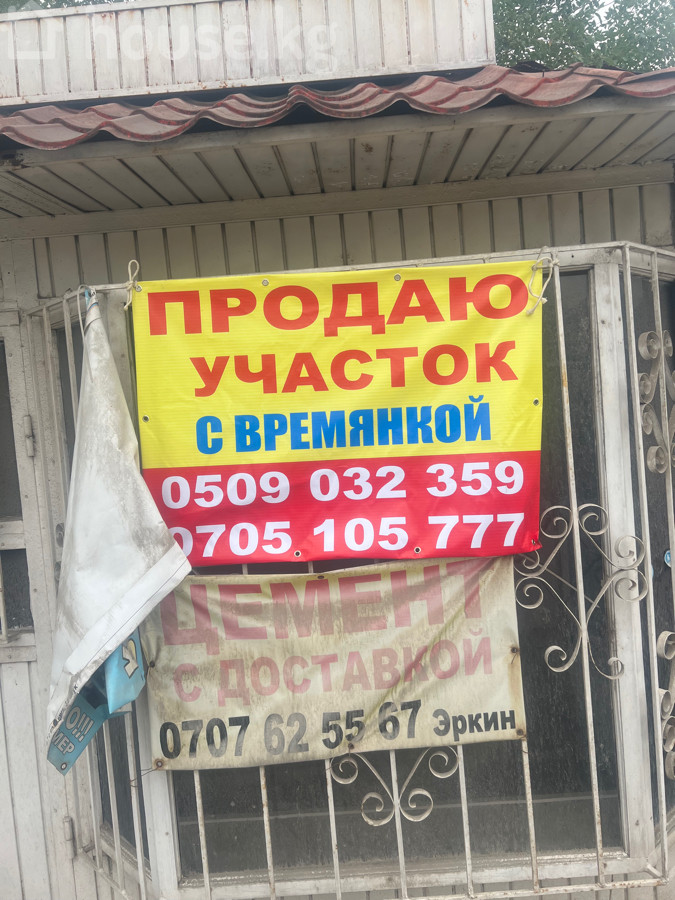 house.kg
ПРОДАЮ
УЧАСТОК
С ВРЕМЯНКОЙ
0509 032 359
0705 105 777
ЦЕМЕНТ
С ДОСТАВКОЙ
0707 62 55 67 Эркин